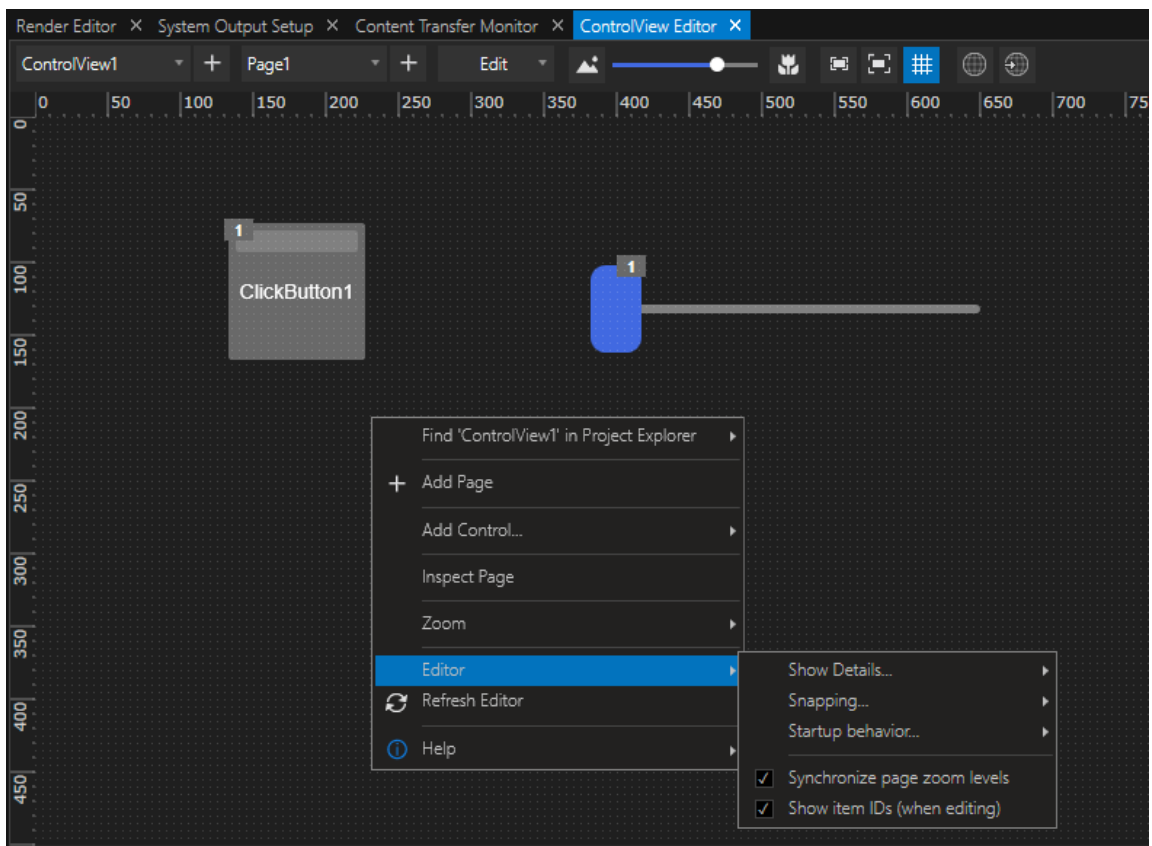 Render Editor System Output Setup Content Transfer Monitor ControlView Editor
ControlView1 Page1 Edit
0 50 100 150 200 250 300 350 400 450 500 550 600 650 700 75
0
50
1
1
100
ClickButton1
150
200
Find 'ControlView1' in Project Explorer
Add Page
250
Add Control...
Inspect Page
300
Zoom
350
Editor
Show Details...
Refresh Editor
Snapping...
400
Startup behavior...
Help
450
Synchronize page zoom levels
Show item IDs (when editing)